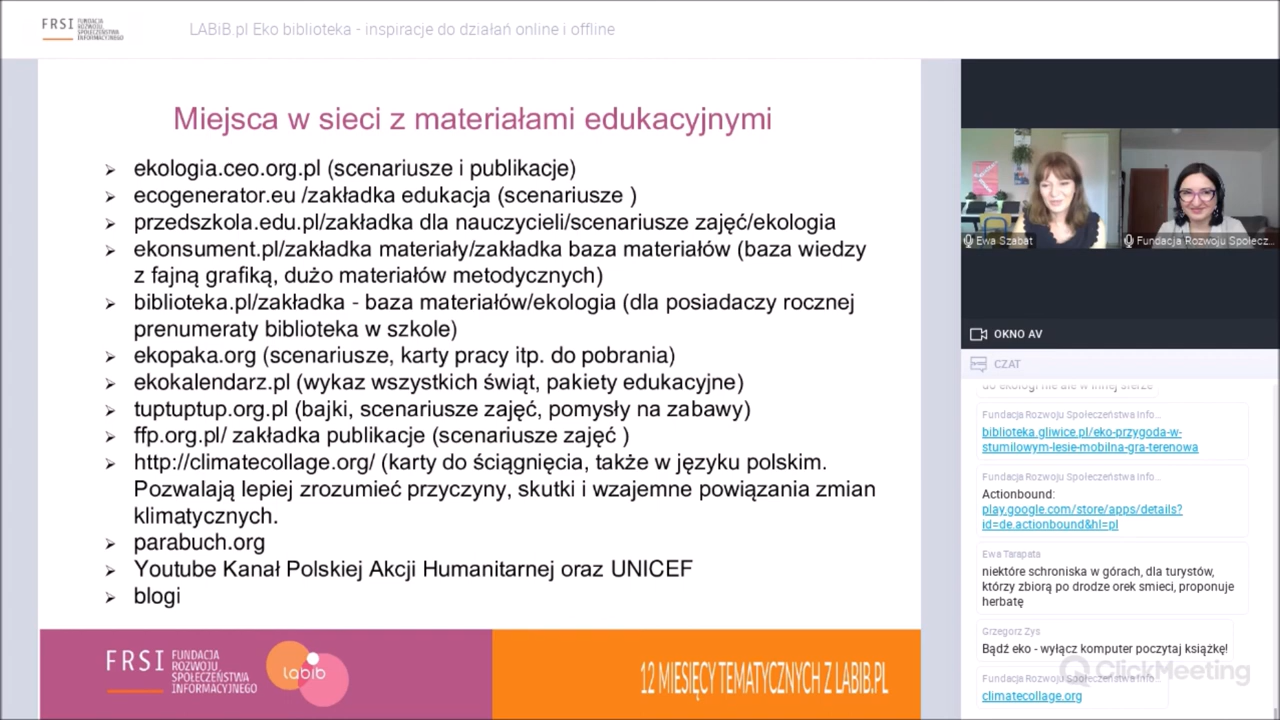 FRSI FUNDACJA
ROZWOJU
SPOŁECZEŃSTWA
INFORMACYJNEGO
LABiB.pl Eko biblioteka - inspiracje do działań online i offline
Miejsca w sieci z materiałami edukacyjnymi
➢ ekologia.ceo.org.pl (scenariusze i publikacje)
➢ ecogenerator.eu /zakładka edukacja (scenariusze )
➢ przedszkola.edu.pl/zakładka dla nauczycieli/scenariusze zajęć/ekologia
➢ ekonsument.pl/zakładka materiały/zakładka baza materiałów (baza wiedzy
z fajną grafiką, dużo materiałów metodycznych)
➢ biblioteka.pl/zakładka - baza materiałów/ekologia (dla posiadaczy rocznej
prenumeraty biblioteka w szkole)
➢ ekopaka.org (scenariusze, karty pracy itp. do pobrania)
➢ ekokalendarz.pl (wykaz wszystkich świąt, pakiety edukacyjne)
➢ tuptuptup.org.pl (bajki, scenariusze zajęć, pomysły na zabawy)
➢ ffp.org.pl/ zakładka publikacje (scenariusze zajęć )
➢ http://climatecollage.org/ (karty do ściągnięcia, także w języku polskim.
Pozwalają lepiej zrozumieć przyczyny, skutki i wzajemne powiązania zmian
klimatycznych.
➢ parabuch.org
➢ Youtube Kanał Polskiej Akcji Humanitarnej oraz UNICEF
➢ blogi
FRSI FUNDACJA
ROZWOJU
SPOŁECZEŃSTWA
INFORMACYJNEGO
labib
12 MIESIĘCY TEMATYCZNYCH Z LABIB.PL
Ewa Szabat
Fundacja Rozwoju Społecz...
OKNO AV
CZAT
do ekologi nie ale w innej sferze
Fundacja Rozwoju Społeczeństwa Info...
biblioteka.gliwice.pl/eko-przygoda-w-
stumilowym-lesie-mobilna-gra-terenowa
Fundacja Rozwoju Społeczeństwa Info...
Actionbound:
play.google.com/store/apps/details?
id=de.actionbound&hl=pl
Ewa Tarapata
niektóre schroniska w górach, dla turystów,
którzy zbiorą po drodze orek smieci, proponuje
herbatę
Grzegorz Zys
Bądź eko - wyłącz komputer poczytaj książkę!
Fundacja Rozwoju Społeczeństwa Info...
climatecollage.org
ClickMeeting